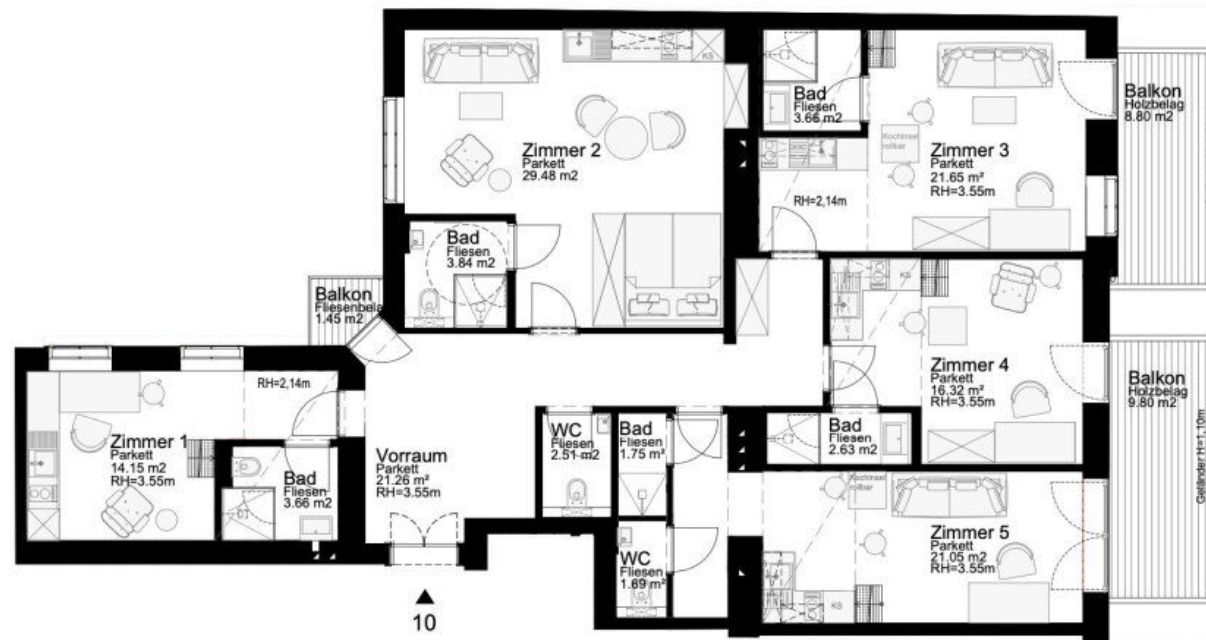 Zimmer 2
Parkett
29.48 m2
KS
Bad
Fliesen
3.66 m2
Zimmer 3
Parkett
21.65 m²
RH=3.55m
Kochinsel
rollbar
RH=2,14m
Balkon
Holzbelag
8.80 m2
Bad
Fliesen
3.84 m2
Balkon
Fliesenbela
1.45 m2
KS
Zimmer 4
Parkett
16.32 m²
RH=3.55m
Balkon
Holzbelag
9.80 m2
Geländer H=1,10m
RH=2,14m
Zimmer 1
Parkett
14.15 m2
RH=3.55m
Bad
Fliesen
3.66 m2
Vorraum
Parkett
21.26 m²
RH=3.55m
WC
Fliesen
2.51 m2
Bad
Fliesen
1.75 m²
Bad
Fliesen
2.63 m2
Kochinsel
rollbar
Zimmer 5
Parkett
21.05 m2
RH=3.55m
WC
Fliesen
1.69 m²
KS
10